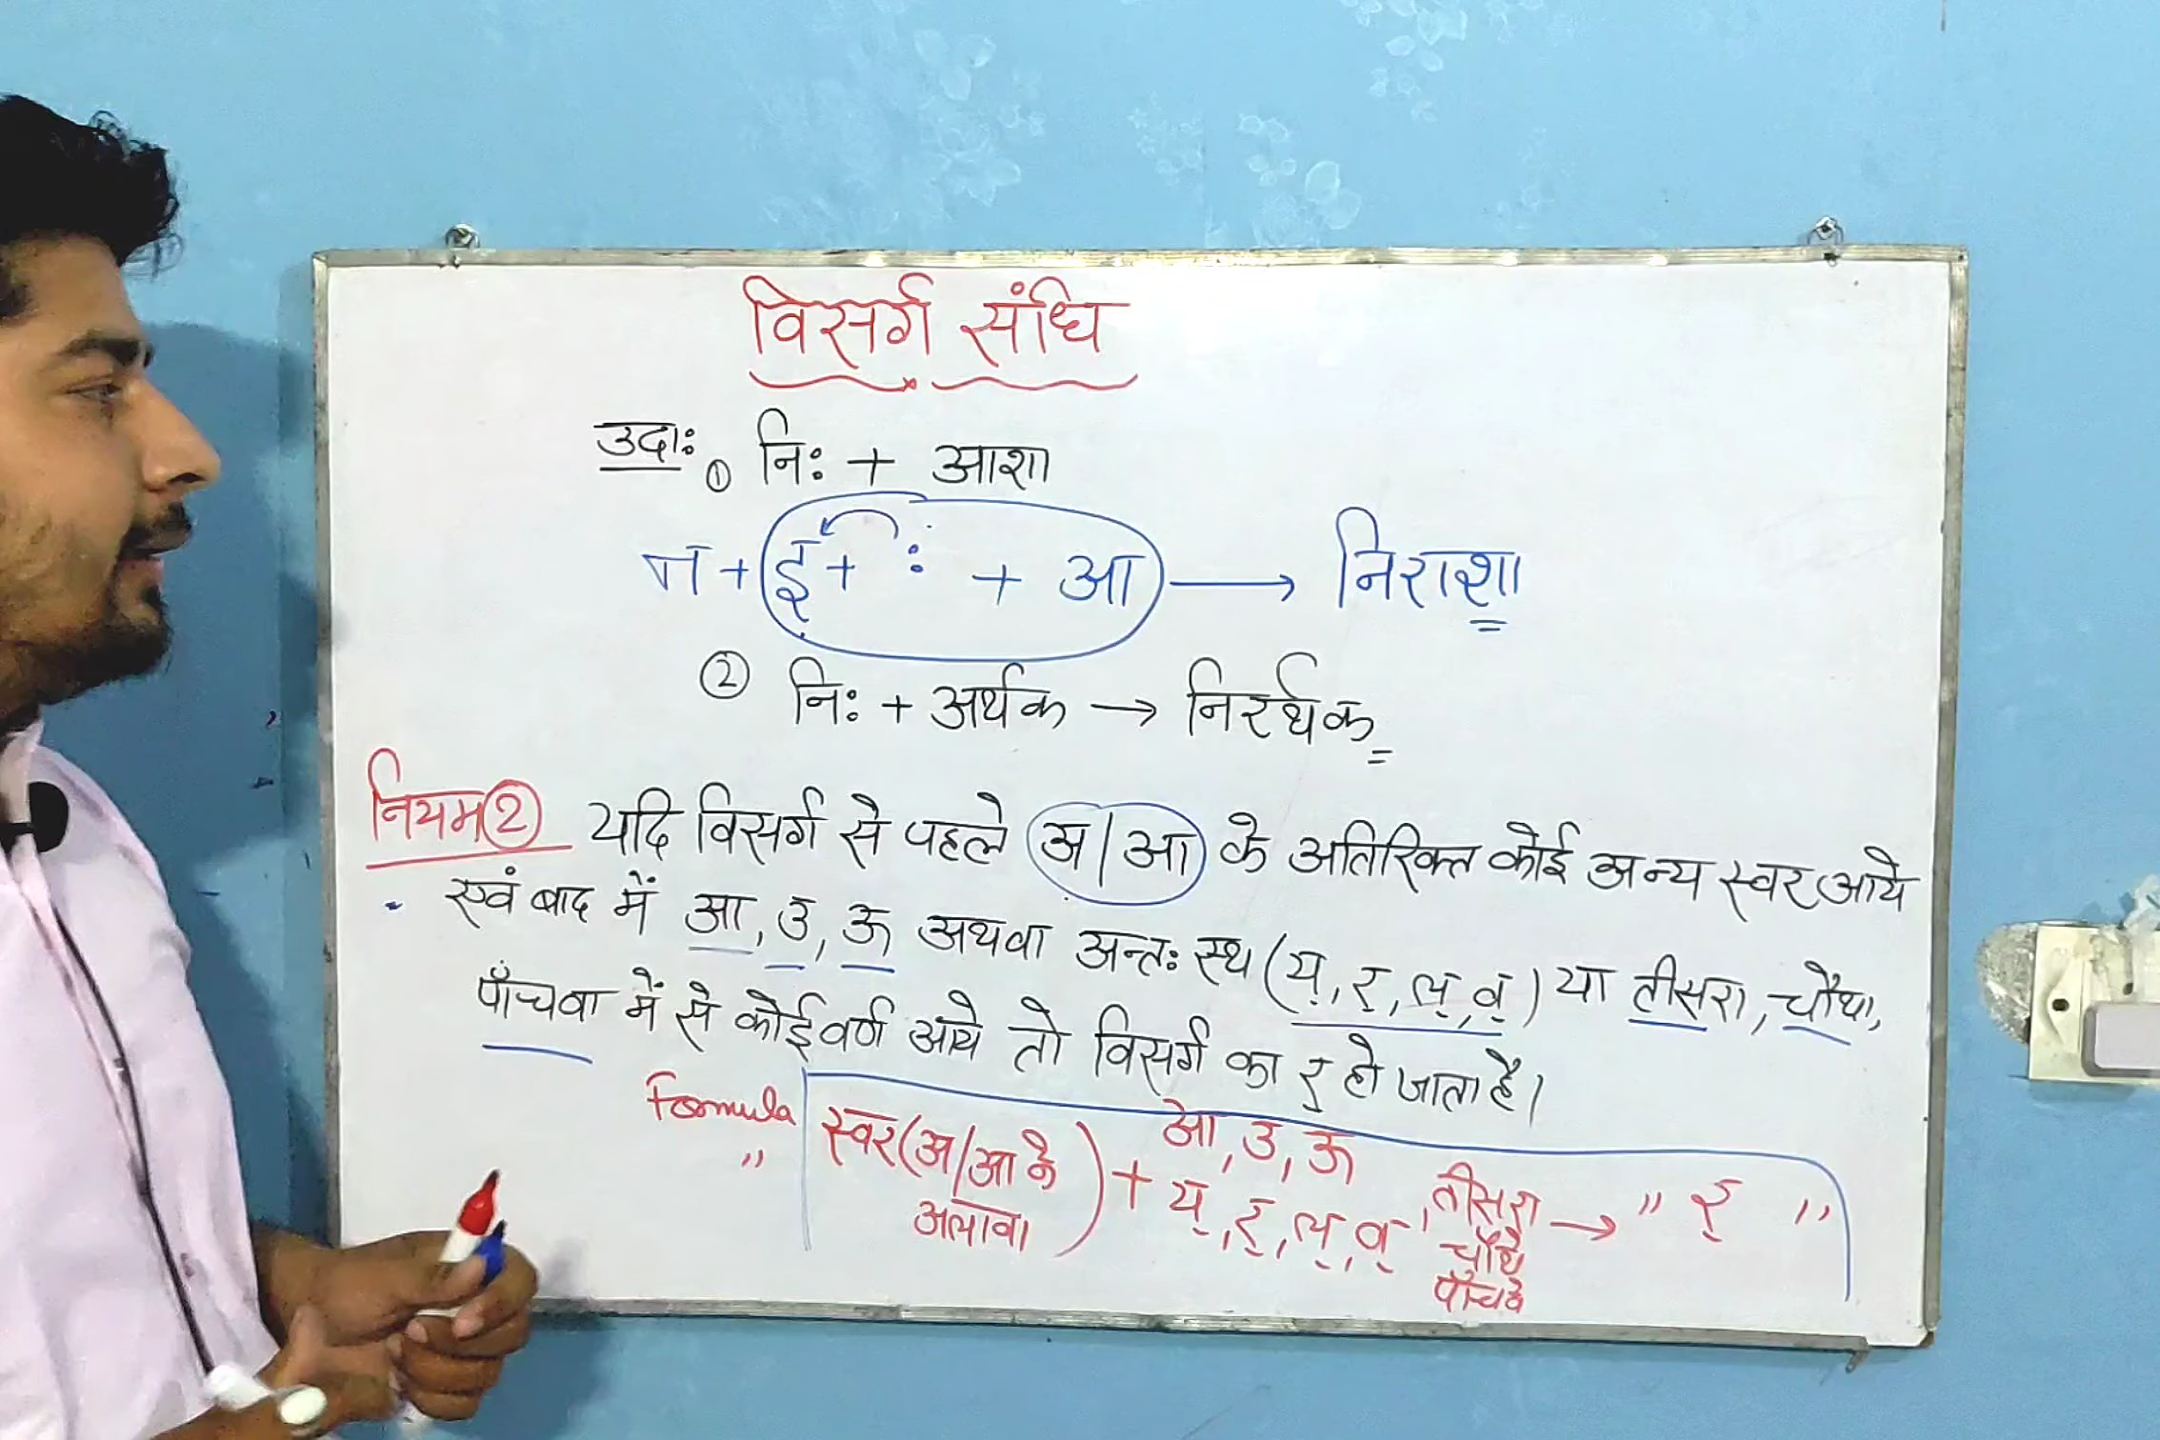 विसर्ग संधि
उदाः ① निः + आशा
न + इ + ः + आ → निराशा
② निः + अर्थक → निरर्थक
नियम② यदि विसर्ग से पहले अ/आ के अतिरिक्त कोई अन्य स्वर आये
एवं बाद में आ, उ, ऊ अथवा अन्तः स्थ (य्, र्, ल्, व्) या तीसरा, चौथा,
पाँचवा में से कोई वर्ण आये तो विसर्ग का र् हो जाता है।
Formula स्वर (अ/आ के अलावा) + आ, उ, ऊ
" य्, र्, ल्, व्, तीसरा चौथे पाँचवे → " र् "